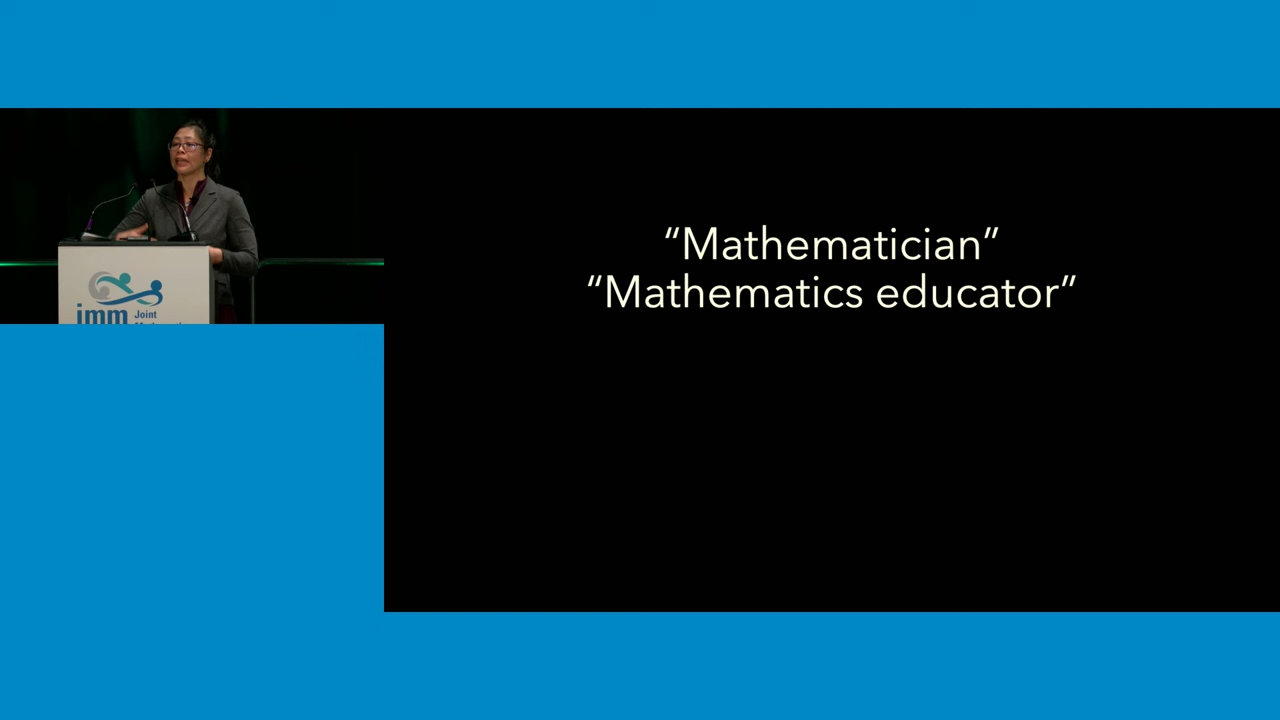 “Mathematician”
“Mathematics educator”
jmm
Joint